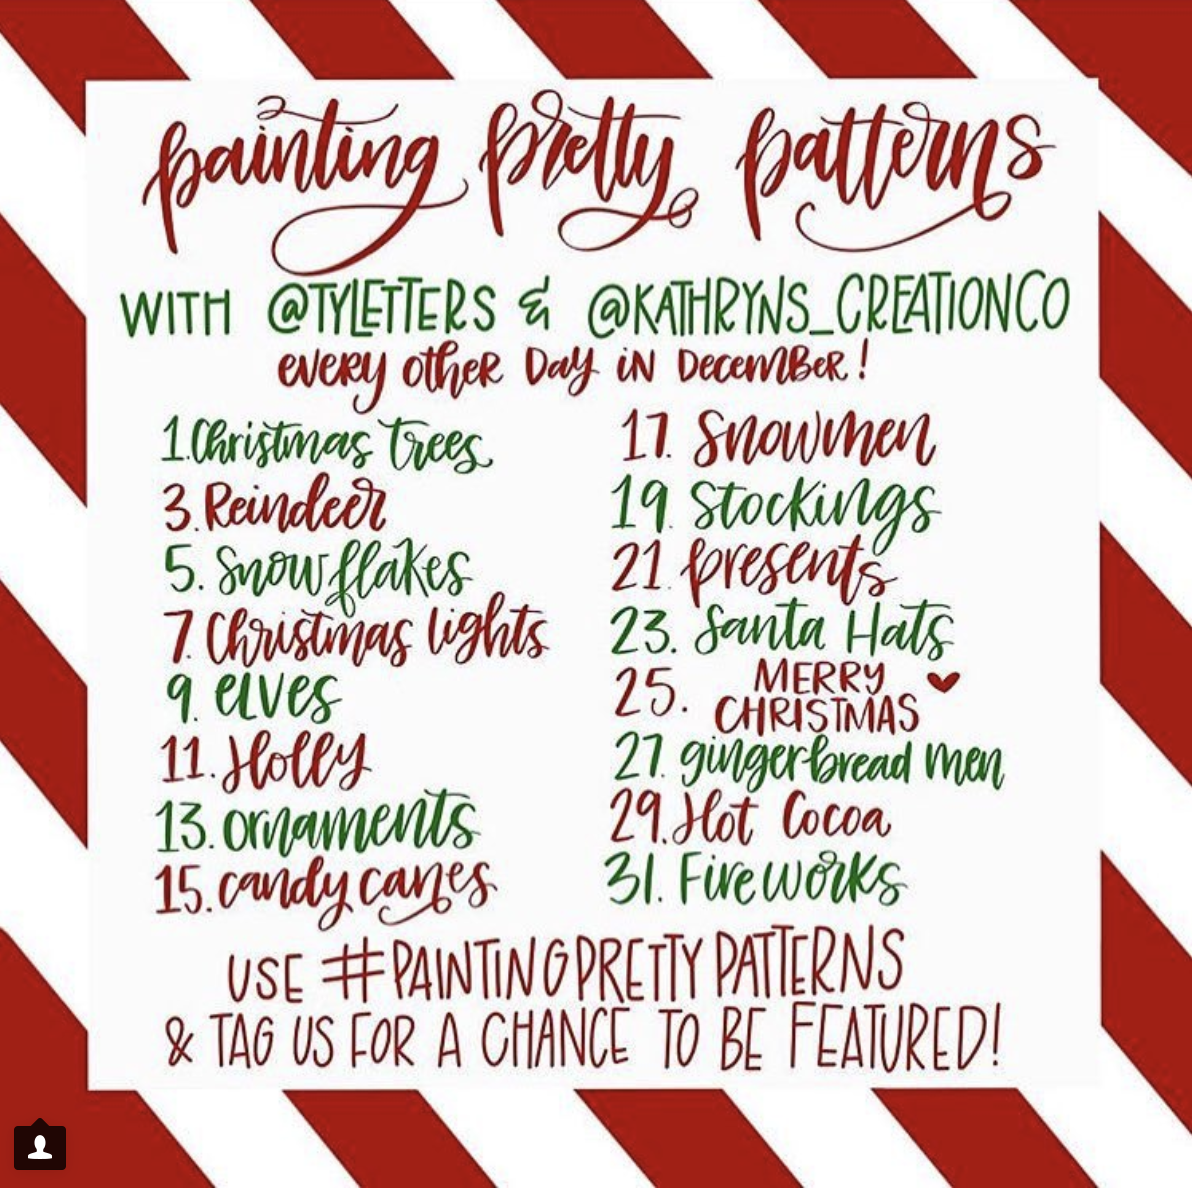 painting pretty patterns
WITH @TYLETTERS & @KATHRYNS_CREATIONCO
every other Day in December!
1. Christmas trees
3. Reindeer
5. Snowflakes
7. Christmas lights
9. elves
11. Holly
13. ornaments
15. candy canes
17. Snowmen
19. Stockings
21. presents
23. Santa Hats
25. MERRY
CHRISTMAS
27. gingerbread men
29. Hot Cocoa
31. Fireworks
USE #PAINTINGPRETTYPATTERNS
& TAG US FOR A CHANCE TO BE FEATURED!